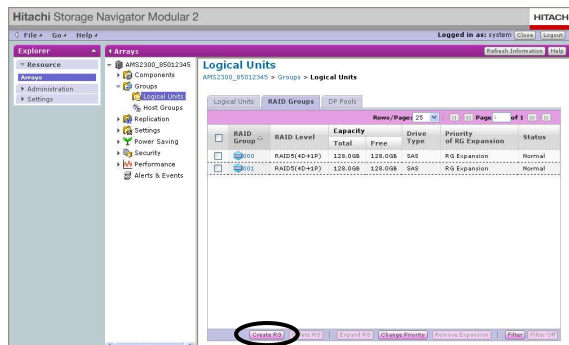 Hitachi Storage Navigator Modular 2
HITACH
File Go Help
Logged in as: system Close Logout
Explorer
Arrays
Refresh Information Help
Resource
Arrays
Administration
Settings
AMS2300_85012345
Components
Groups
Logical Units
Host Groups
Replication
Settings
Power Saving
Security
Performance
Alerts & Events
Logical Units
AMS2300_85012345 > Groups > Logical Units
Logical Units RAID Groups DP Pools
Rows/Page: 25 Page 1 of 1
RAID Group RAID Level Capacity Total Free Drive Type Priority of RG Expansion Status
000 RAID5(4D+1P) 128.0GB 128.0GB SAS RG Expansion Normal
001 RAID5(4D+1P) 128.0GB 128.0GB SAS RG Expansion Normal
Create RG Delete RG Expand RG Change Priority Remove Expansion Filter Filter Off